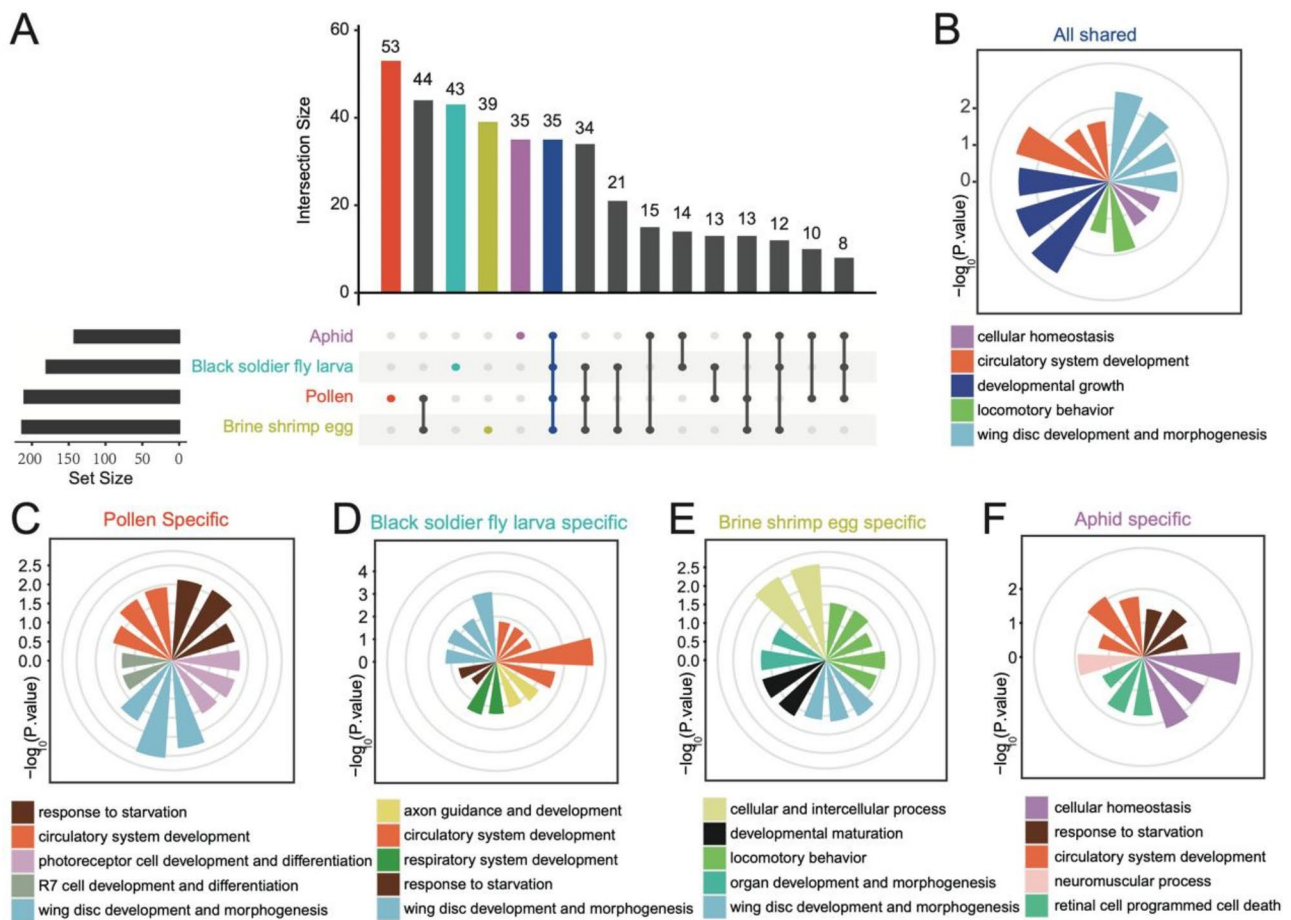 A
60
40
20
0
Intersection Size
53
44
43
39
35
35
34
21
15
14
13
13
12
10
8
Aphid
Black soldier fly larva
Pollen
Brine shrimp egg
200 150 100 50 0
Set Size
B
All shared
2
1
0
−log10(P.value)
cellular homeostasis
circulatory system development
developmental growth
locomotory behavior
wing disc development and morphogenesis
C
Pollen Specific
2.5
2.0
1.5
1.0
0.5
0.0
−log10(P.value)
response to starvation
circulatory system development
photoreceptor cell development and differentiation
R7 cell development and differentiation
wing disc development and morphogenesis
D
Black soldier fly larva specific
4
3
2
1
0
−log10(P.value)
axon guidance and development
circulatory system development
respiratory system development
response to starvation
wing disc development and morphogenesis
E
Brine shrimp egg specific
2.5
2.0
1.5
1.0
0.5
0.0
−log10(P.value)
cellular and intercellular process
developmental maturation
locomotory behavior
organ development and morphogenesis
wing disc development and morphogenesis
F
Aphid specific
2
1
0
−log10(P.value)
cellular homeostasis
response to starvation
circulatory system development
neuromuscular process
retinal cell programmed cell death